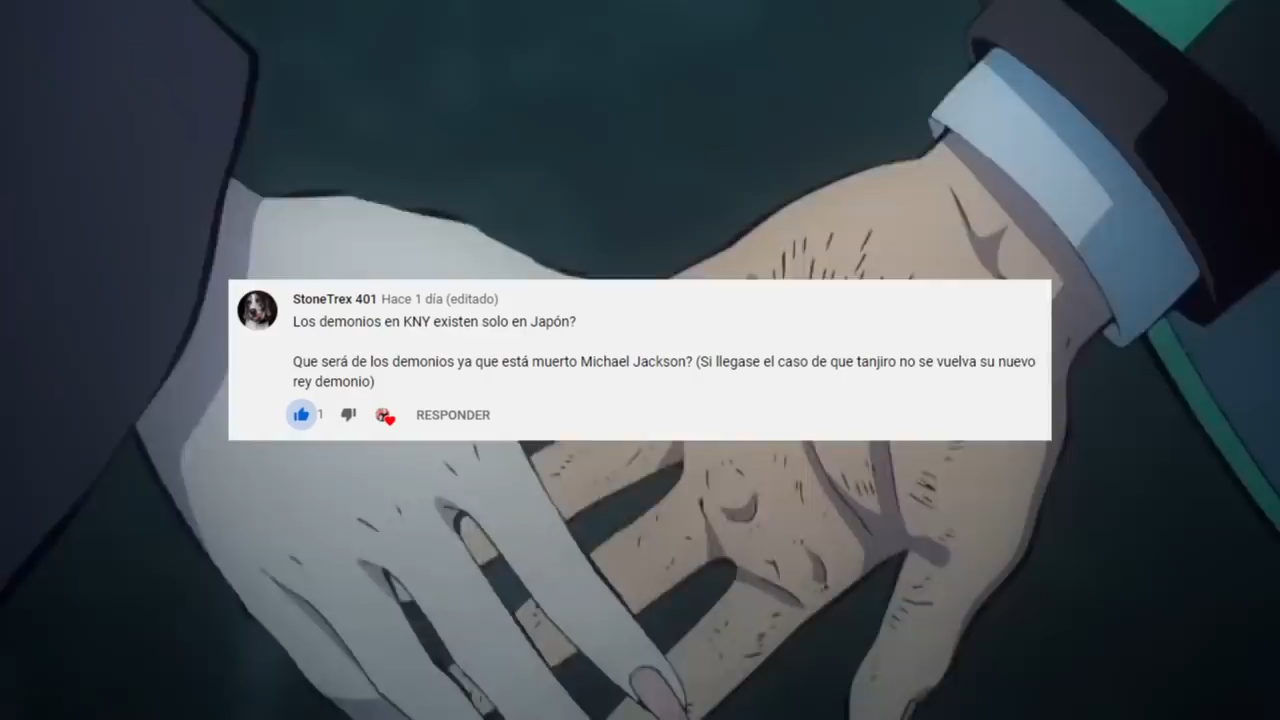 StoneTrex 401 Hace 1 día (editado)
Los demonios en KNY existen solo en Japón?
Que será de los demonios ya que está muerto Michael Jackson? (Si llegase el caso de que tanjiro no se vuelva su nuevo
rey demonio)
1 RESPONDER